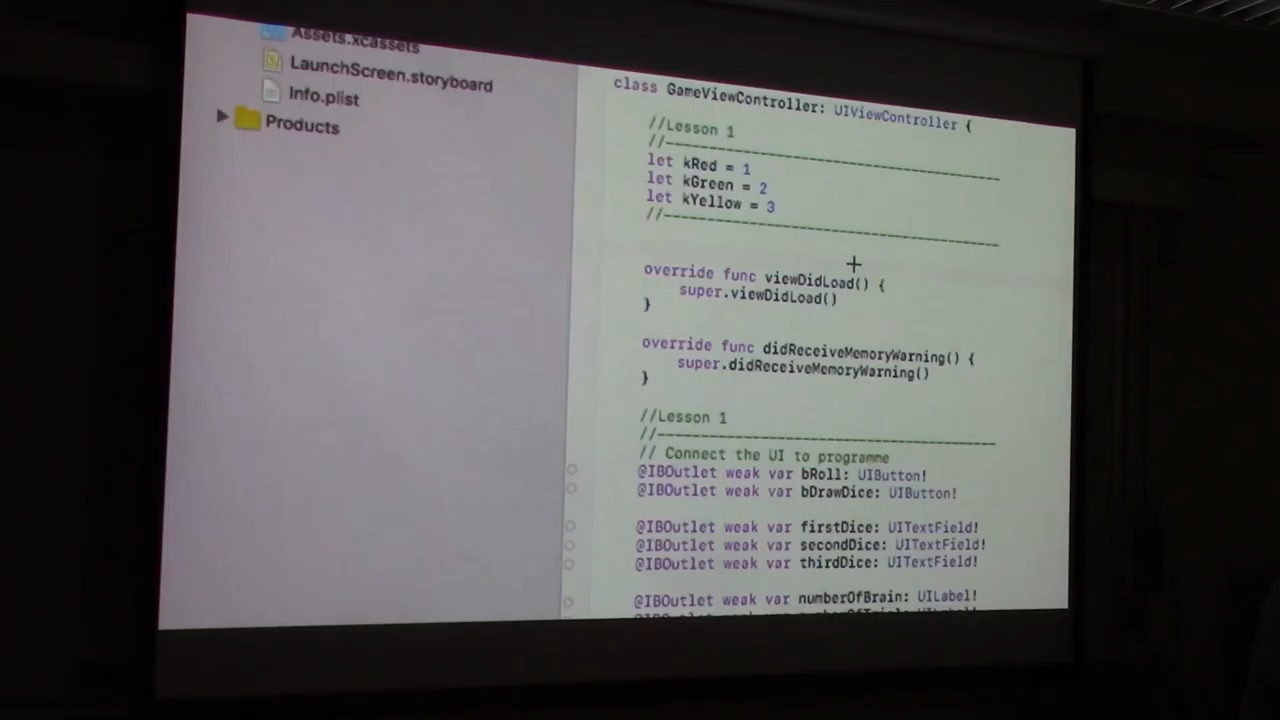 Assets.xcassets
LaunchScreen.storyboard
Info.plist
Products
class GameViewController: UIViewController {
//Lesson 1
//----------------------------------------
let kRed = 1
let kGreen = 2
let kYellow = 3
//----------------------------------------
override func viewDidLoad() {
super.viewDidLoad()
}
override func didReceiveMemoryWarning() {
super.didReceiveMemoryWarning()
}
//Lesson 1
//----------------------------------------
// Connect the UI to programme
@IBOutlet weak var bRoll: UIButton!
@IBOutlet weak var bDrawDice: UIButton!
@IBOutlet weak var firstDice: UITextField!
@IBOutlet weak var secondDice: UITextField!
@IBOutlet weak var thirdDice: UITextField!
@IBOutlet weak var numberOfBrain: UILabel!